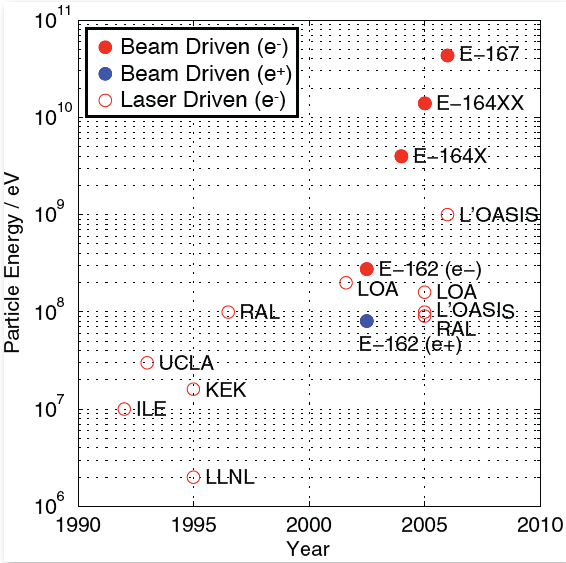 10¹¹
Beam Driven (e⁻)
Beam Driven (e⁺)
Laser Driven (e⁻)
E−167
E−164XX
10¹⁰
E−164X
Particle Energy / eV
10⁹
L'OASIS
E−162 (e−)
LOA
LOA
10⁸
RAL
L'OASIS
RAL
E−162 (e+)
UCLA
KEK
10⁷
ILE
LLNL
10⁶
1990
1995
2000
2005
2010
Year